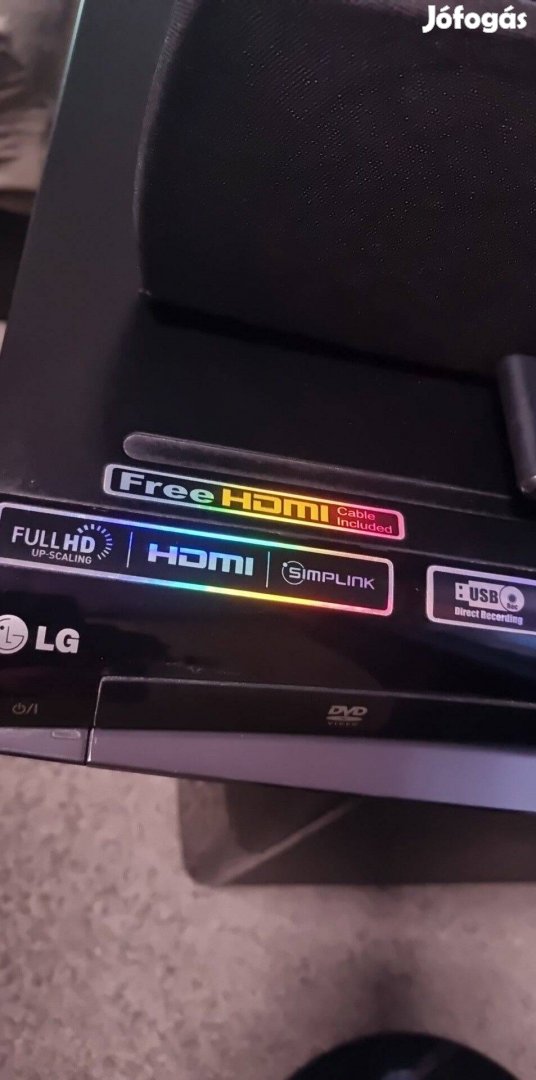 Jófogás
Free HDMI Cable Included
FULL HD UP-SCALING
HDMI
SIMPLINK
USB Rec
Direct Recording
LG
DVD
VIDEO